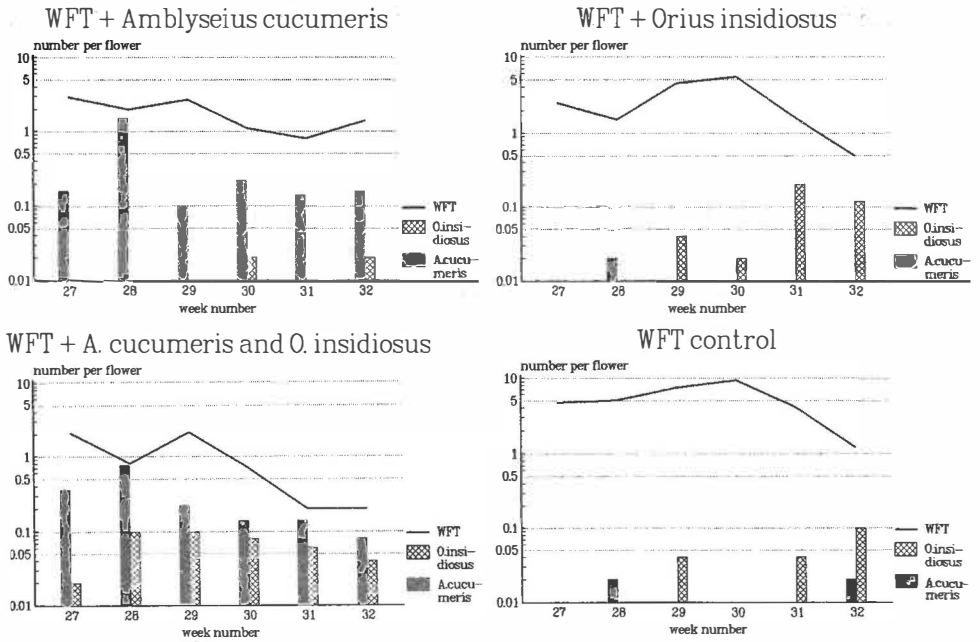 WFT + Amblyseius cucumeris
number per flower
10
5
1
0.5
0.1
0.05
0.01
27 28 29 30 31 32
week number
WFT
O.insi-
diosus
A.cucu-
meris
WFT + Orius insidiosus
number per flower
10
5
1
0.5
0.1
0.05
0.01
27 28 29 30 31 32
week number
WFT
O.insi-
diosus
A.cucu-
meris
WFT + A. cucumeris and O. insidiosus
number per flower
10
5
1
0.5
0.1
0.05
0.01
27 28 29 30 31 32
week number
WFT
O.insi-
diosus
A.cucu-
meris
WFT control
number per flower
10
5
1
0.5
0.1
0.05
0.01
27 28 29 30 31 32
week number
WFT
O.insi-
diosus
A.cucu-
meris